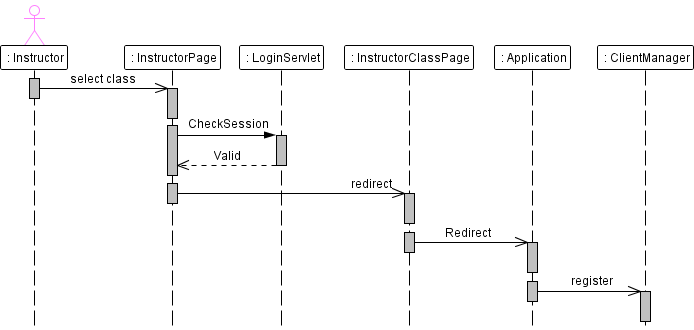 : Instructor
: InstructorPage
: LoginServlet
: InstructorClassPage
: Application
: ClientManager
select class
CheckSession
Valid
redirect
Redirect
register